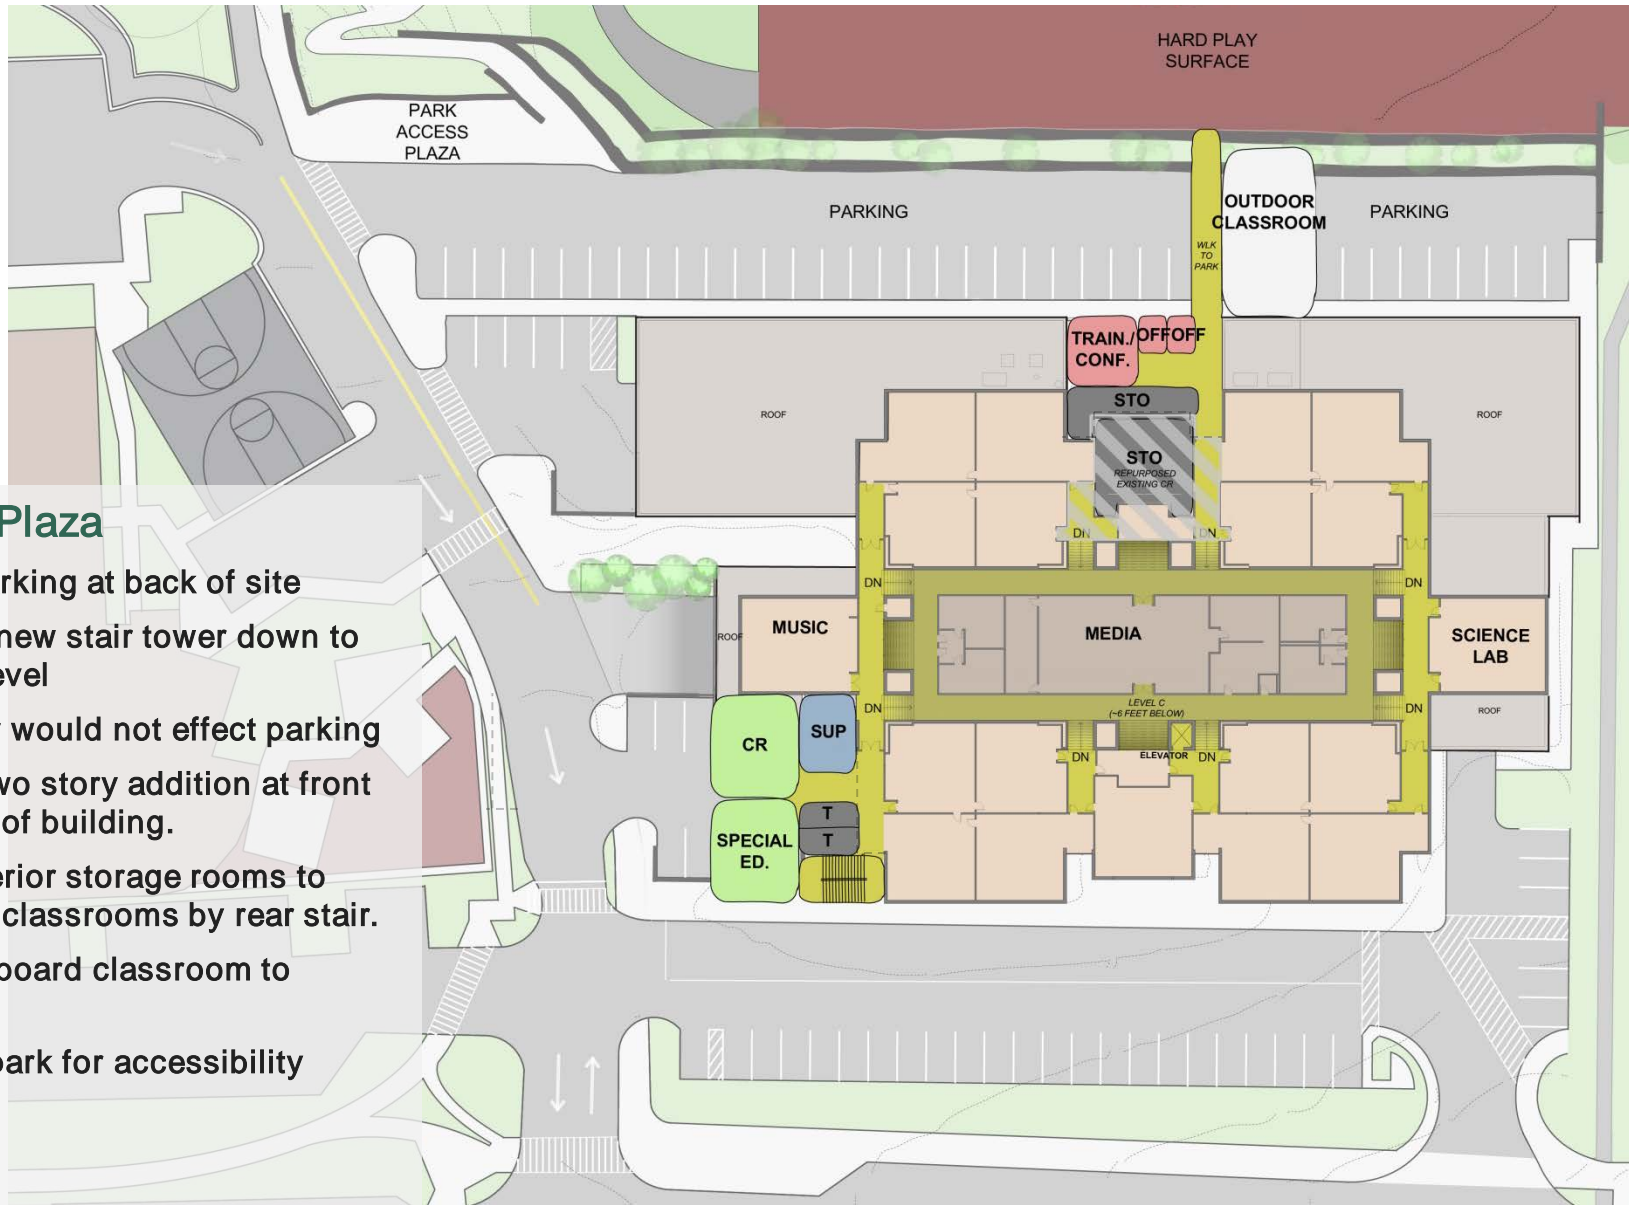 HARD PLAY
SURFACE
PARK
ACCESS
PLAZA
PARKING
OUTDOOR
CLASSROOM
PARKING
WLK
TO
PARK
TRAIN./
CONF.
OFF
OFF
STO
ROOF
ROOF
STO
REPURPOSED
EXISTING CR
DN
DN
DN
DN
ROOF
MUSIC
MEDIA
SCIENCE
LAB
LEVEL C
(~6 FEET BELOW)
DN
DN
ROOF
CR
SUP
DN
ELEVATOR
DN
SPECIAL
ED.
T
T
Plaza
rking at back of site
new stair tower down to
evel
would not effect parking
wo story addition at front
of building.
erior storage rooms to
classrooms by rear stair.
board classroom to
park for accessibility